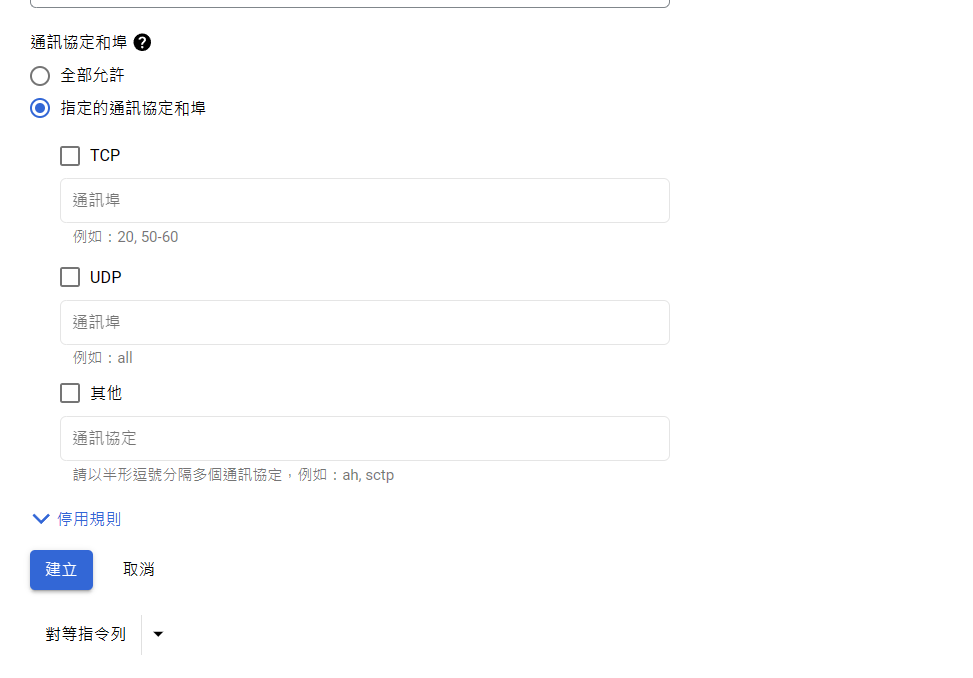 通訊協定和埠 ?
全部允許
指定的通訊協定和埠
TCP
通訊埠
例如：20, 50-60
UDP
通訊埠
例如：all
其他
通訊協定
請以半形逗號分隔多個通訊協定，例如：ah, sctp
停用規則
建立 取消
對等指令列